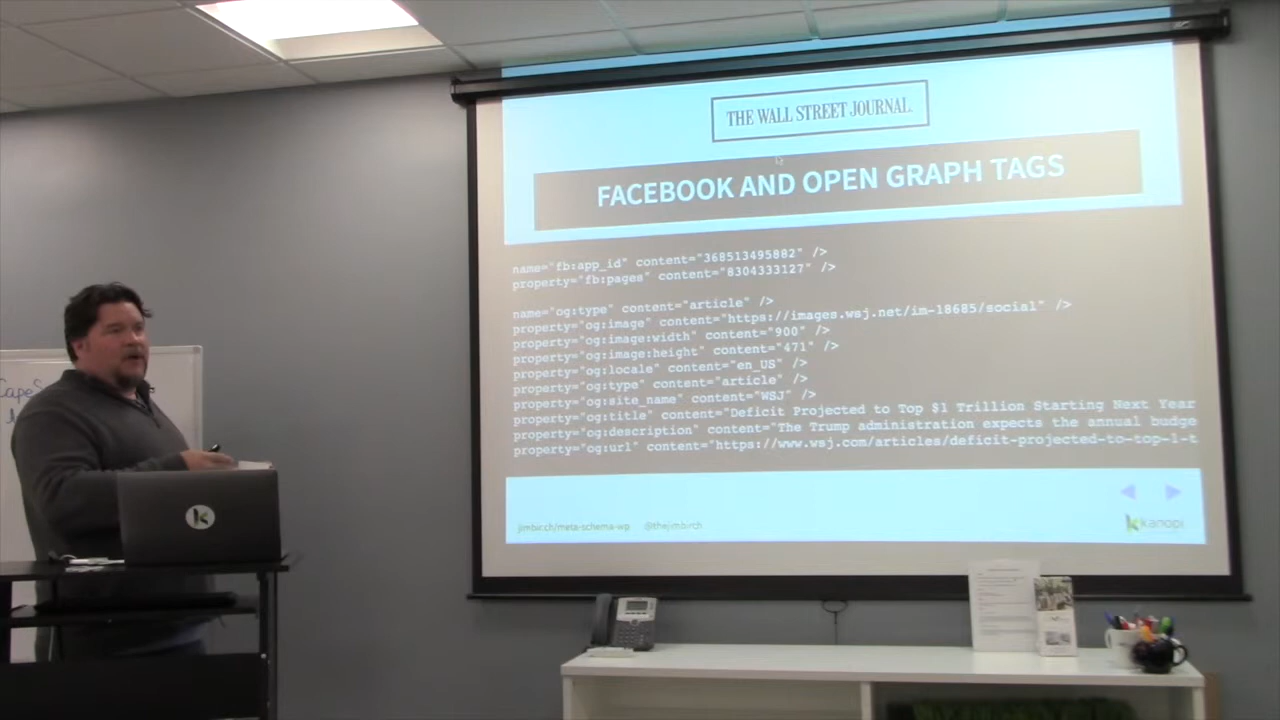 THE WALL STREET JOURNAL.
FACEBOOK AND OPEN GRAPH TAGS
name="fb:app_id" content="368513495882" />
property="fb:pages" content="8304333127" />
name="og:type" content="article" />
property="og:image" content="https://images.wsj.net/im-18685/social" />
property="og:image:width" content="900" />
property="og:image:height" content="471" />
property="og:locale" content="en_US" />
property="og:type" content="article" />
property="og:site_name" content="WSJ" />
property="og:title" content="Deficit Projected to Top $1 Trillion Starting Next Year
property="og:description" content="The Trump administration expects the annual budge
property="og:url" content="https://www.wsj.com/articles/deficit-projected-to-top-1-t
jimbir.ch/meta-schema-wp @thejimbirch
kanopi
k